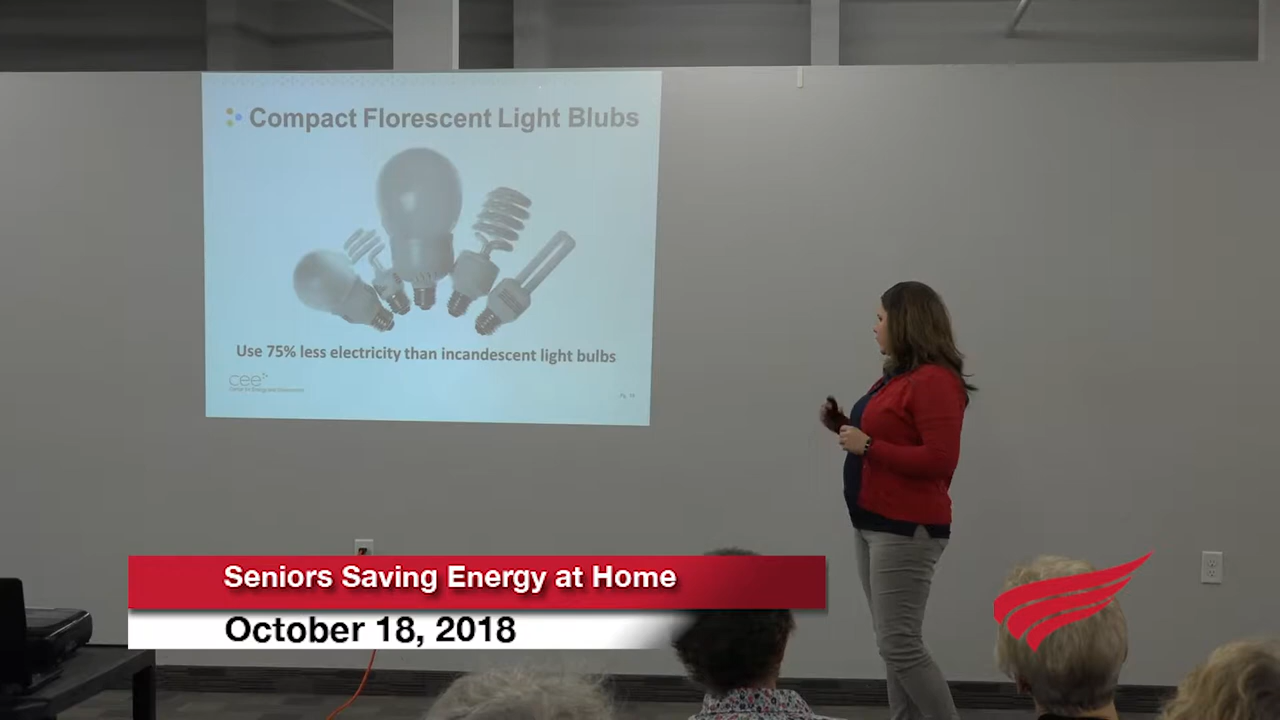 Compact Florescent Light Blubs
Use 75% less electricity than incandescent light bulbs
cee
Seniors Saving Energy at Home
October 18, 2018